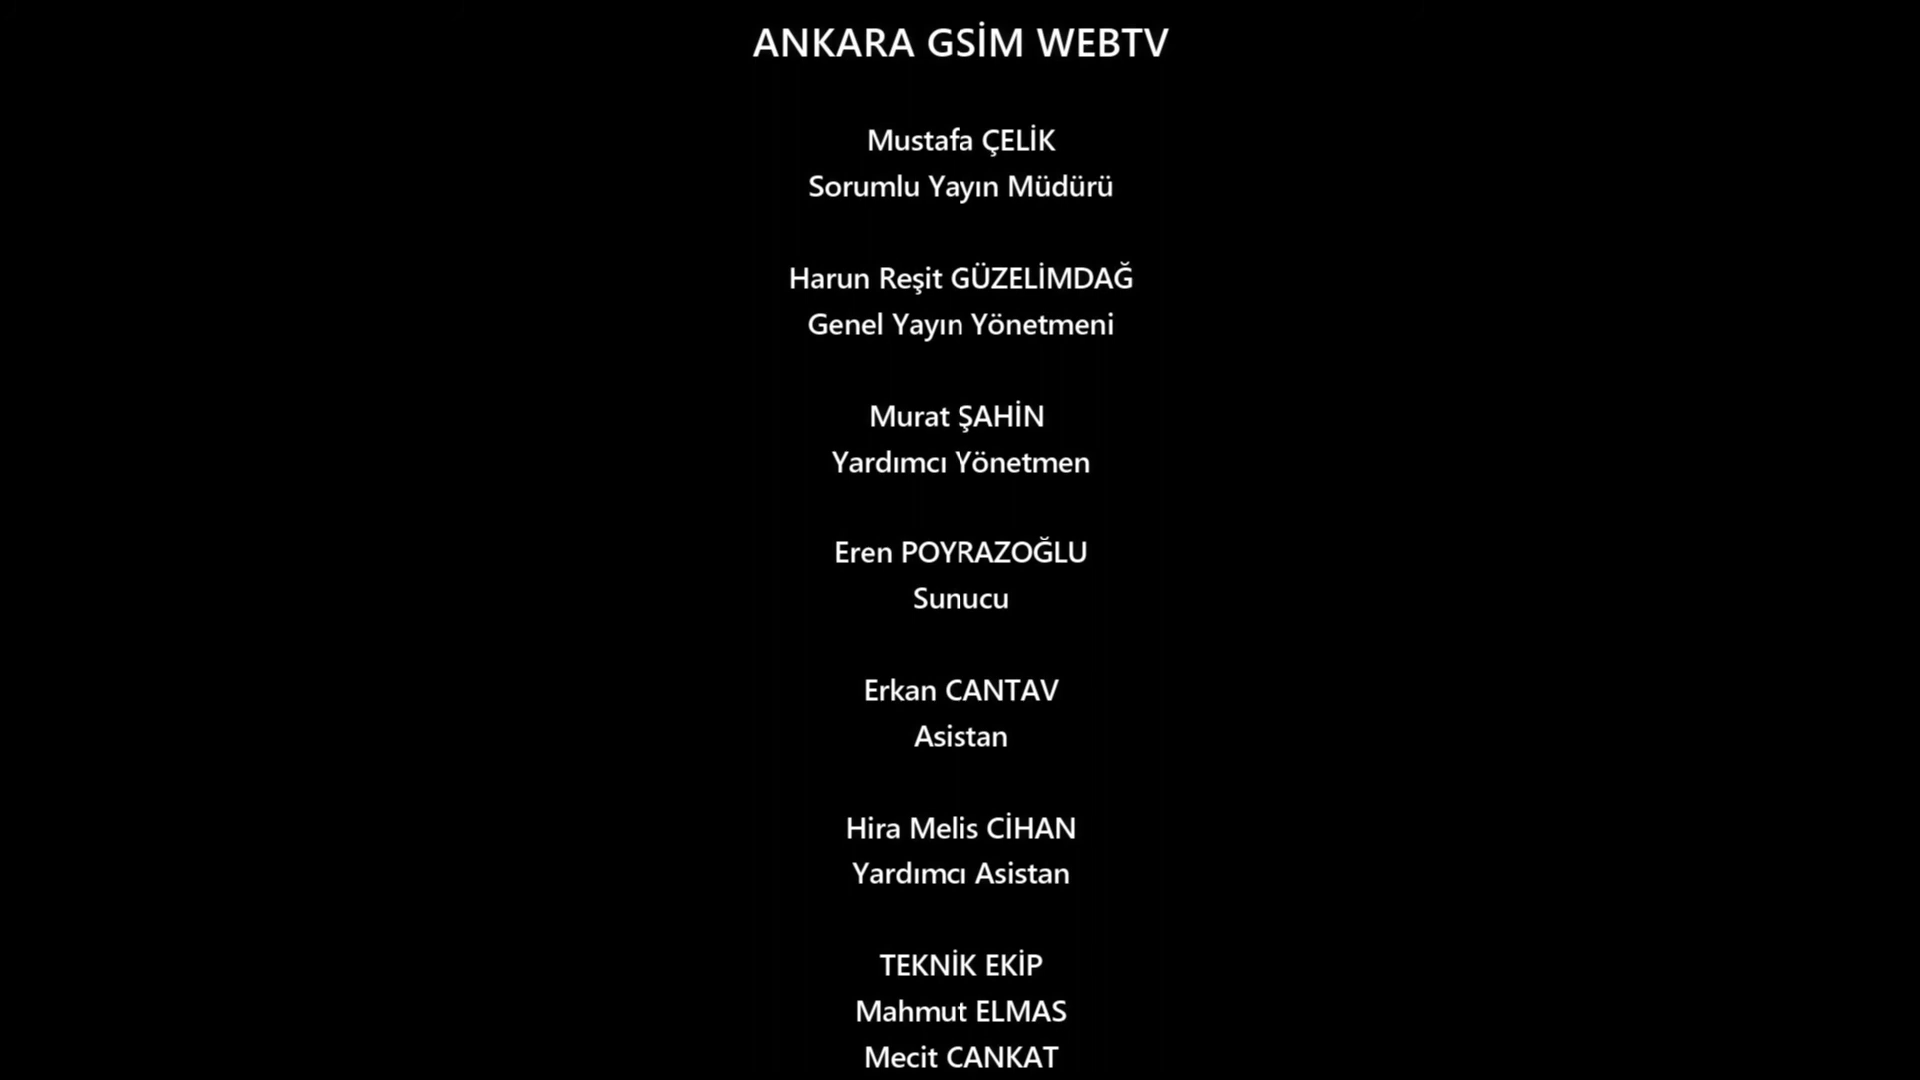 ANKARA GSİM WEBTV
Mustafa ÇELİK
Sorumlu Yayın Müdürü
Harun Reşit GÜZELİMDAĞ
Genel Yayın Yönetmeni
Murat ŞAHİN
Yardımcı Yönetmen
Eren POYRAZOĞLU
Sunucu
Erkan CANTAV
Asistan
Hira Melis CİHAN
Yardımcı Asistan
TEKNİK EKİP
Mahmut ELMAS
Mecit CANKAT